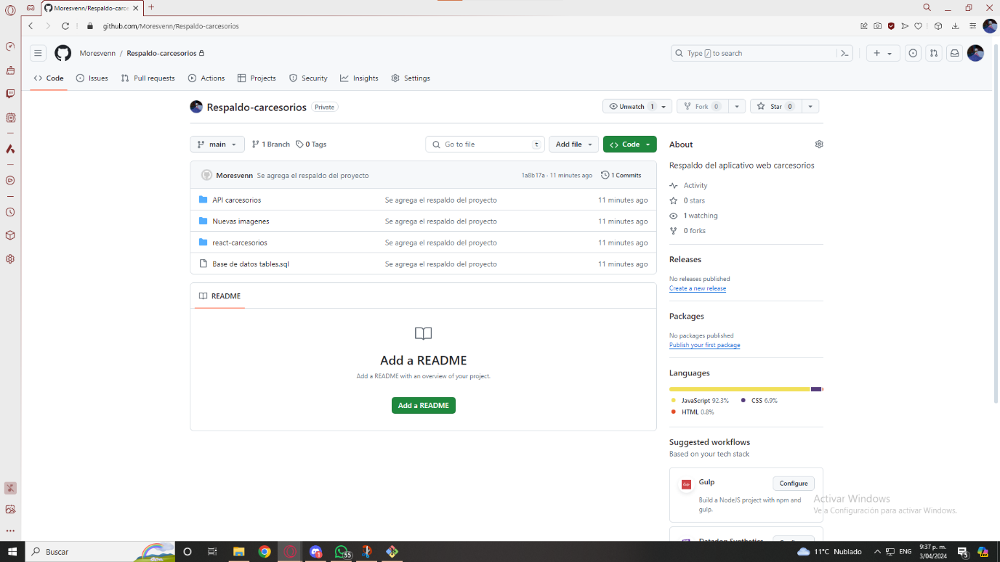 Moresvenn/Respaldo-carce
github.com/Moresvenn/Respaldo-carcesorios
Moresvenn / Respaldo-carcesorios
Type / to search
Code Issues Pull requests Actions Projects Security Insights Settings
Respaldo-carcesorios Private
Unwatch 1 Fork 0 Star 0
main 1 Branch 0 Tags Go to file t Add file Code
Moresvenn Se agrega el respaldo del proyecto 1a8b17a · 11 minutes ago 1 Commits
API carcesorios Se agrega el respaldo del proyecto 11 minutes ago
Nuevas imagenes Se agrega el respaldo del proyecto 11 minutes ago
react-carcesorios Se agrega el respaldo del proyecto 11 minutes ago
Base de datos tables.sql Se agrega el respaldo del proyecto 11 minutes ago
README
Add a README
Add a README with an overview of your project.
Add a README
About
Respaldo del aplicativo web carcesorios
Activity
0 stars
1 watching
0 forks
Releases
No releases published
Create a new release
Packages
No packages published
Publish your first package
Languages
JavaScript 92.3% CSS 6.9%
HTML 0.8%
Suggested workflows
Based on your tech stack
Gulp Configure
Build a NodeJS project with npm and
gulp.
Activar Windows
Ve a Configuración para activar Windows.
Buscar
55
1
11°C Nublado
ENG
9:37 p. m.
3/04/2024
5